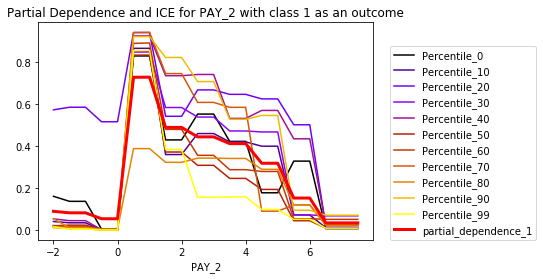 Partial Dependence and ICE for PAY_2 with class 1 as an outcome
0.8
0.6
0.4
0.2
0.0
−2
0
2
4
6
PAY_2
Percentile_0
Percentile_10
Percentile_20
Percentile_30
Percentile_40
Percentile_50
Percentile_60
Percentile_70
Percentile_80
Percentile_90
Percentile_99
partial_dependence_1